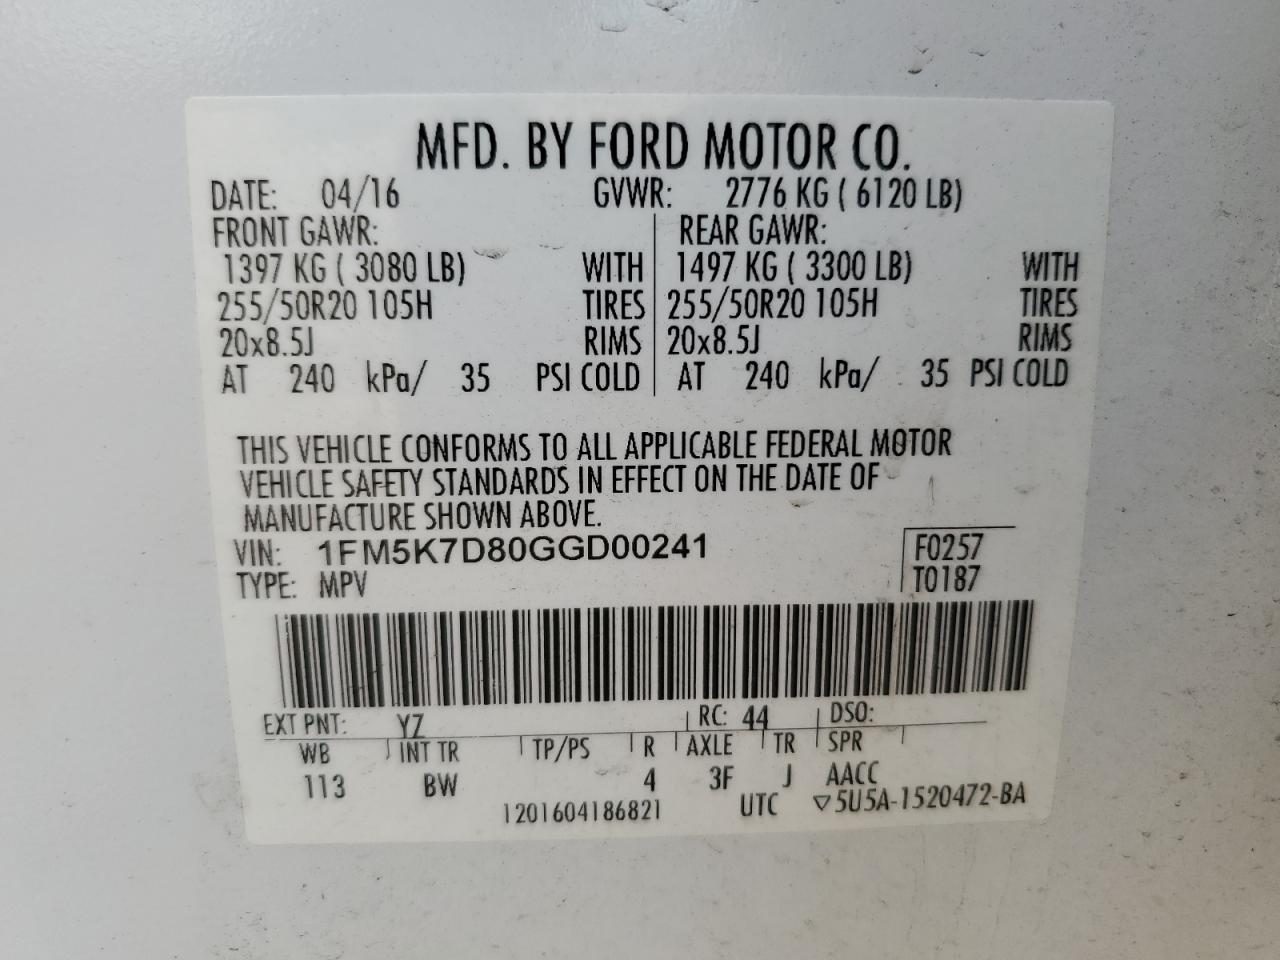 MFD. BY FORD MOTOR CO.
DATE: 04/16 GVWR: 2776 KG ( 6120 LB)
FRONT GAWR: REAR GAWR:
1397 KG ( 3080 LB) WITH 1497 KG ( 3300 LB) WITH
255/50R20 105H TIRES 255/50R20 105H TIRES
20x8.5J RIMS 20x8.5J RIMS
AT 240 kPa/ 35 PSI COLD AT 240 kPa/ 35 PSI COLD
THIS VEHICLE CONFORMS TO ALL APPLICABLE FEDERAL MOTOR
VEHICLE SAFETY STANDARDS IN EFFECT ON THE DATE OF
MANUFACTURE SHOWN ABOVE.
VIN: 1FM5K7D80GGD00241 F0257
TYPE: MPV T0187
EXT PNT: YZ RC: 44 DSO:
WB INT TR TP/PS R AXLE TR SPR
113 BW 4 3F J AACC
1201604186821 UTC ▽5U5A-1520472-BA